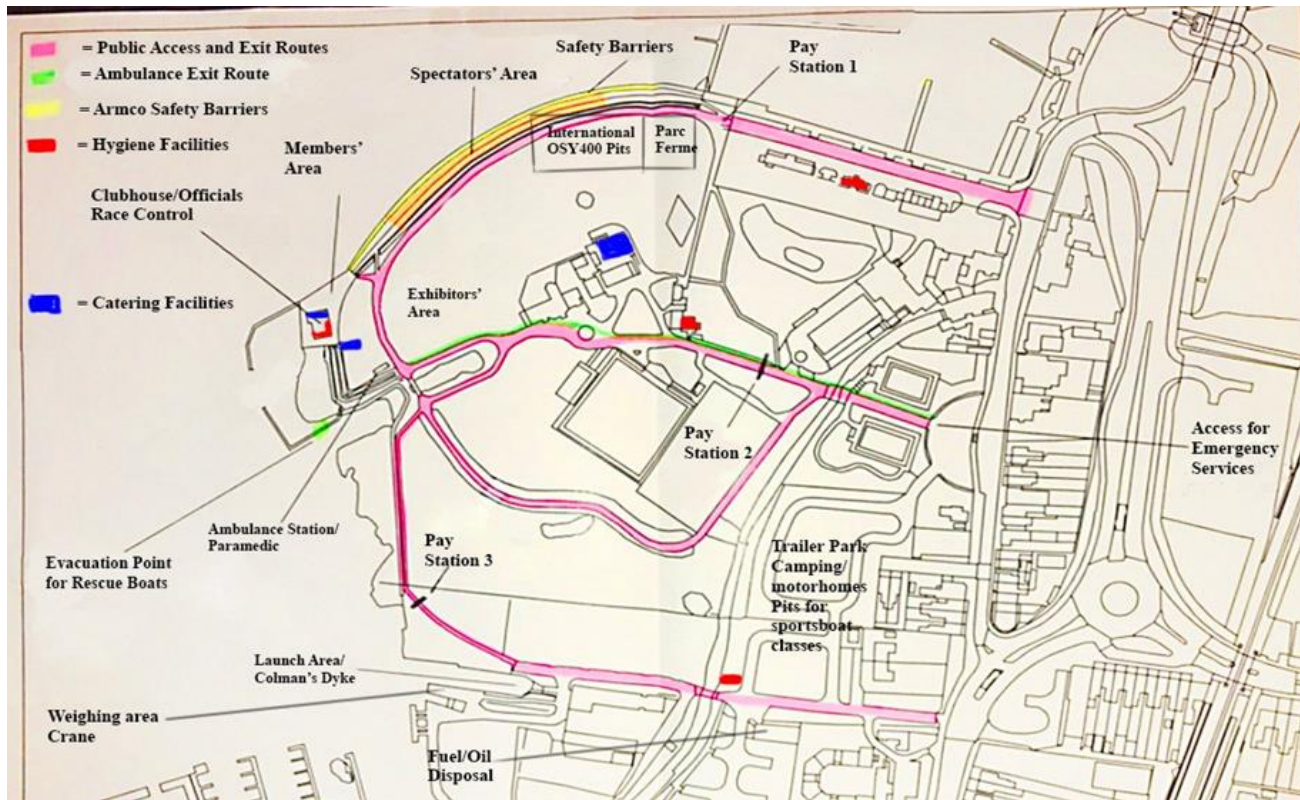 = Public Access and Exit Routes
= Ambulance Exit Route
= Armco Safety Barriers
= Hygiene Facilities
= Catering Facilities
Safety Barriers
Spectators' Area
Pay
Station 1
International
OSY400 Pits
Parc
Ferme
Members'
Area
Clubhouse/Officials
Race Control
Exhibitors'
Area
Pay
Station 2
Access for
Emergency
Services
Ambulance Station/
Paramedic
Evacuation Point
for Rescue Boats
Pay
Station 3
Trailer Park
Camping/
motorhomes
Pits for
sportsboat
classes
Launch Area/
Colman's Dyke
Weighing area
Crane
Fuel/Oil
Disposal